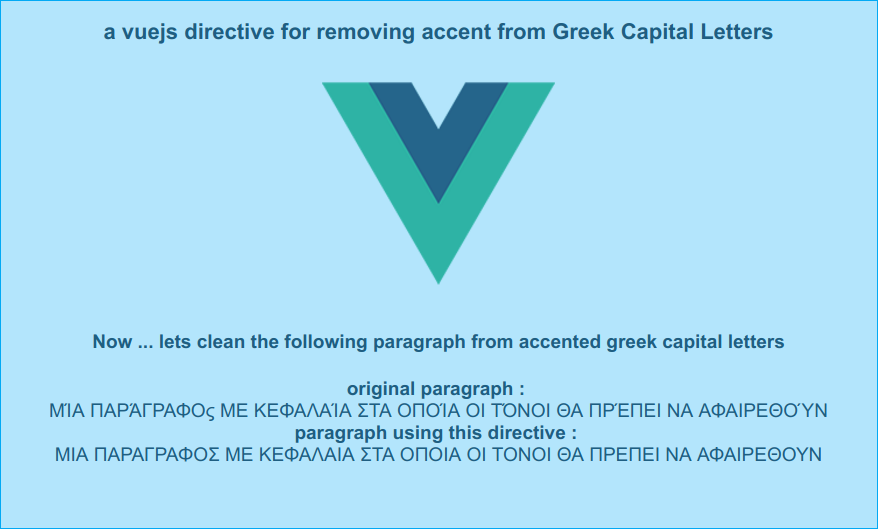 a vuejs directive for removing accent from Greek Capital Letters
Now ... lets clean the following paragraph from accented greek capital letters
original paragraph :
ΜΊΑ ΠΑΡΆΓΡΑΦΟς ΜΕ ΚΕΦΑΛΑΊΑ ΣΤΑ ΟΠΟΊΑ ΟΙ ΤΌΝΟΙ ΘΑ ΠΡΈΠΕΙ ΝΑ ΑΦΑΙΡΕΘΟΎΝ
paragraph using this directive :
ΜΙΑ ΠΑΡΑΓΡΑΦΟΣ ΜΕ ΚΕΦΑΛΑΙΑ ΣΤΑ ΟΠΟΙΑ ΟΙ ΤΟΝΟΙ ΘΑ ΠΡΕΠΕΙ ΝΑ ΑΦΑΙΡΕΘΟΥΝ